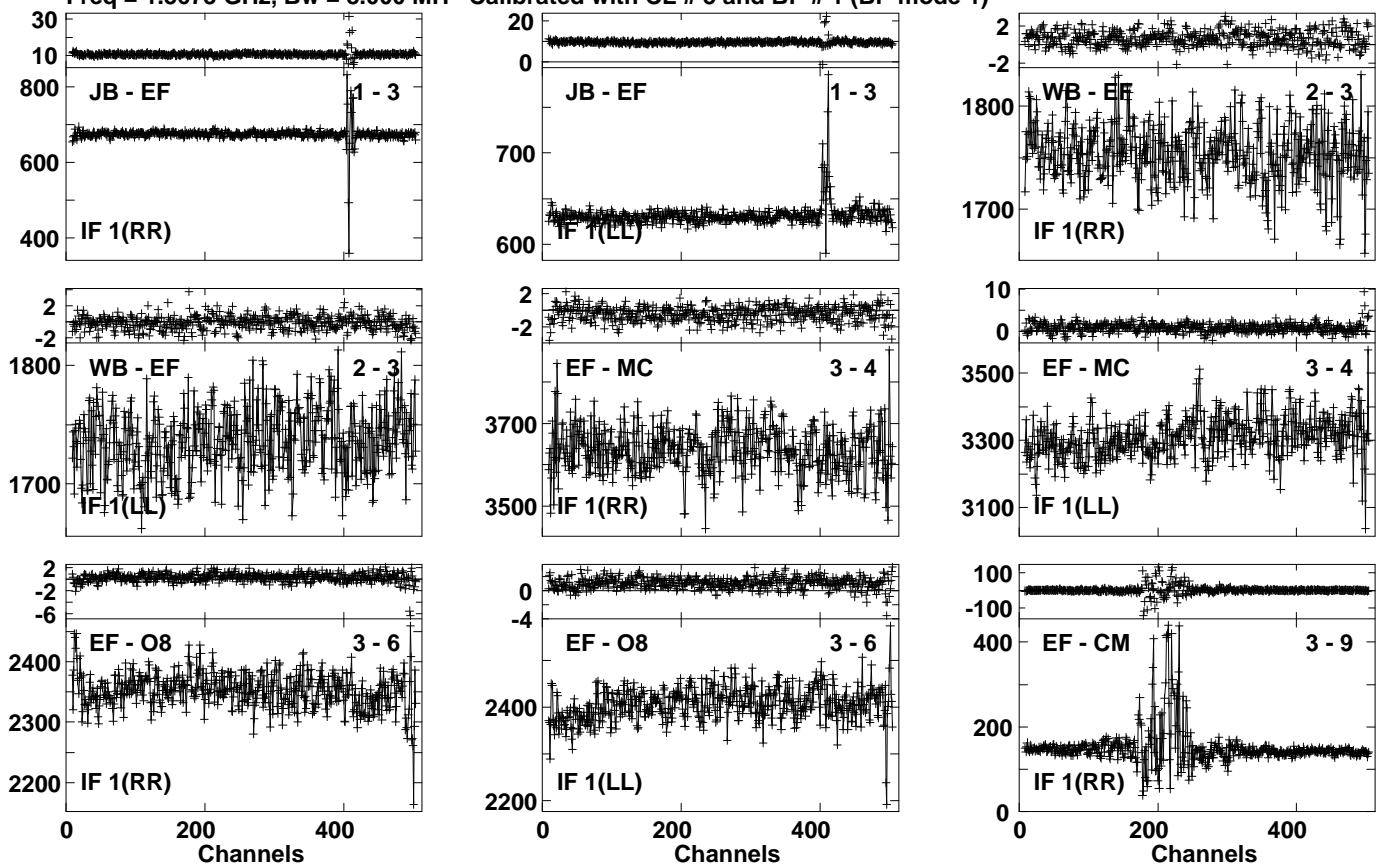 Calibrated with CL # 3 and BP # 1 (BP mode 1)
30
10
800
600
400
JB - EF
1 - 3
IF 1(RR)
20
0
700
600
JB - EF
1 - 3
IF 1(LL)
2
-2
1800
1700
WB - EF
2 - 3
IF 1(RR)
2
-2
1800
1700
WB - EF
2 - 3
IF 1(LL)
2
-2
3700
3500
EF - MC
3 - 4
IF 1(RR)
10
0
3500
3300
3100
EF - MC
3 - 4
IF 1(LL)
2
-2
-6
2400
2300
2200
EF - O8
3 - 6
IF 1(RR)
0
-4
2400
2200
EF - O8
3 - 6
IF 1(LL)
100
-100
400
200
0
EF - CM
3 - 9
IF 1(RR)
0 200 400
Channels
0 200 400
Channels
0 200 400
Channels